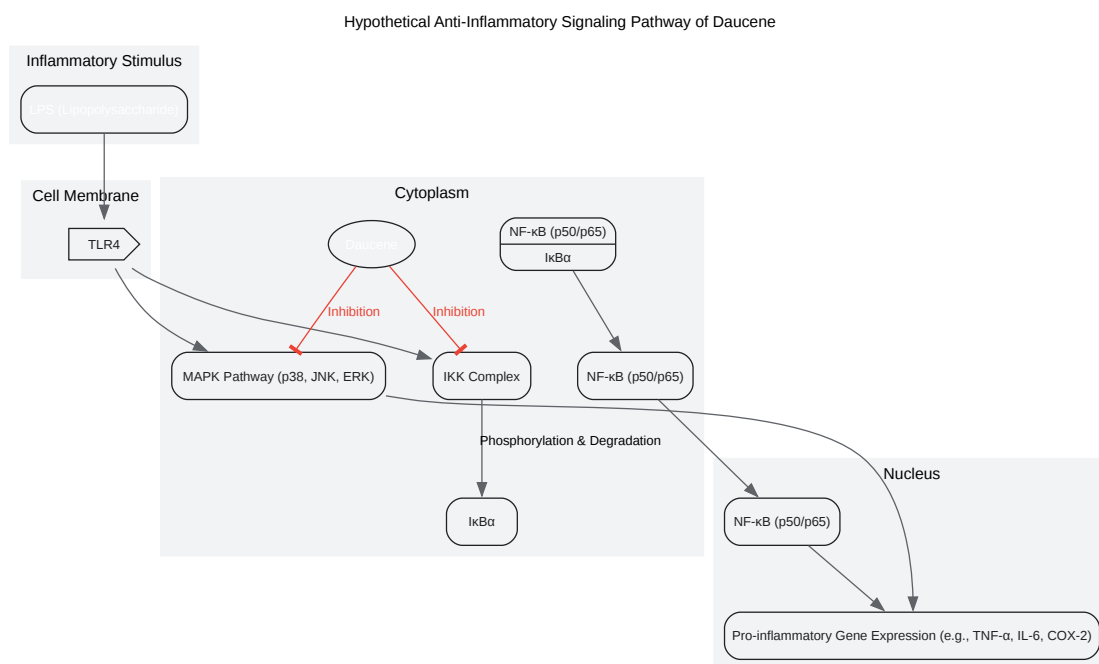 Hypothetical Anti-Inflammatory Signaling Pathway of Daucene
Inflammatory Stimulus
LPS (Lipopolysaccharide)
Cell Membrane
TLR4
Cytoplasm
Daucene
NF-κB (p50/p65)
IκBα
Inhibition
Inhibition
MAPK Pathway (p38, JNK, ERK)
IKK Complex
NF-κB (p50/p65)
Phosphorylation & Degradation
IκBα
Nucleus
NF-κB (p50/p65)
Pro-inflammatory Gene Expression (e.g., TNF-α, IL-6, COX-2)